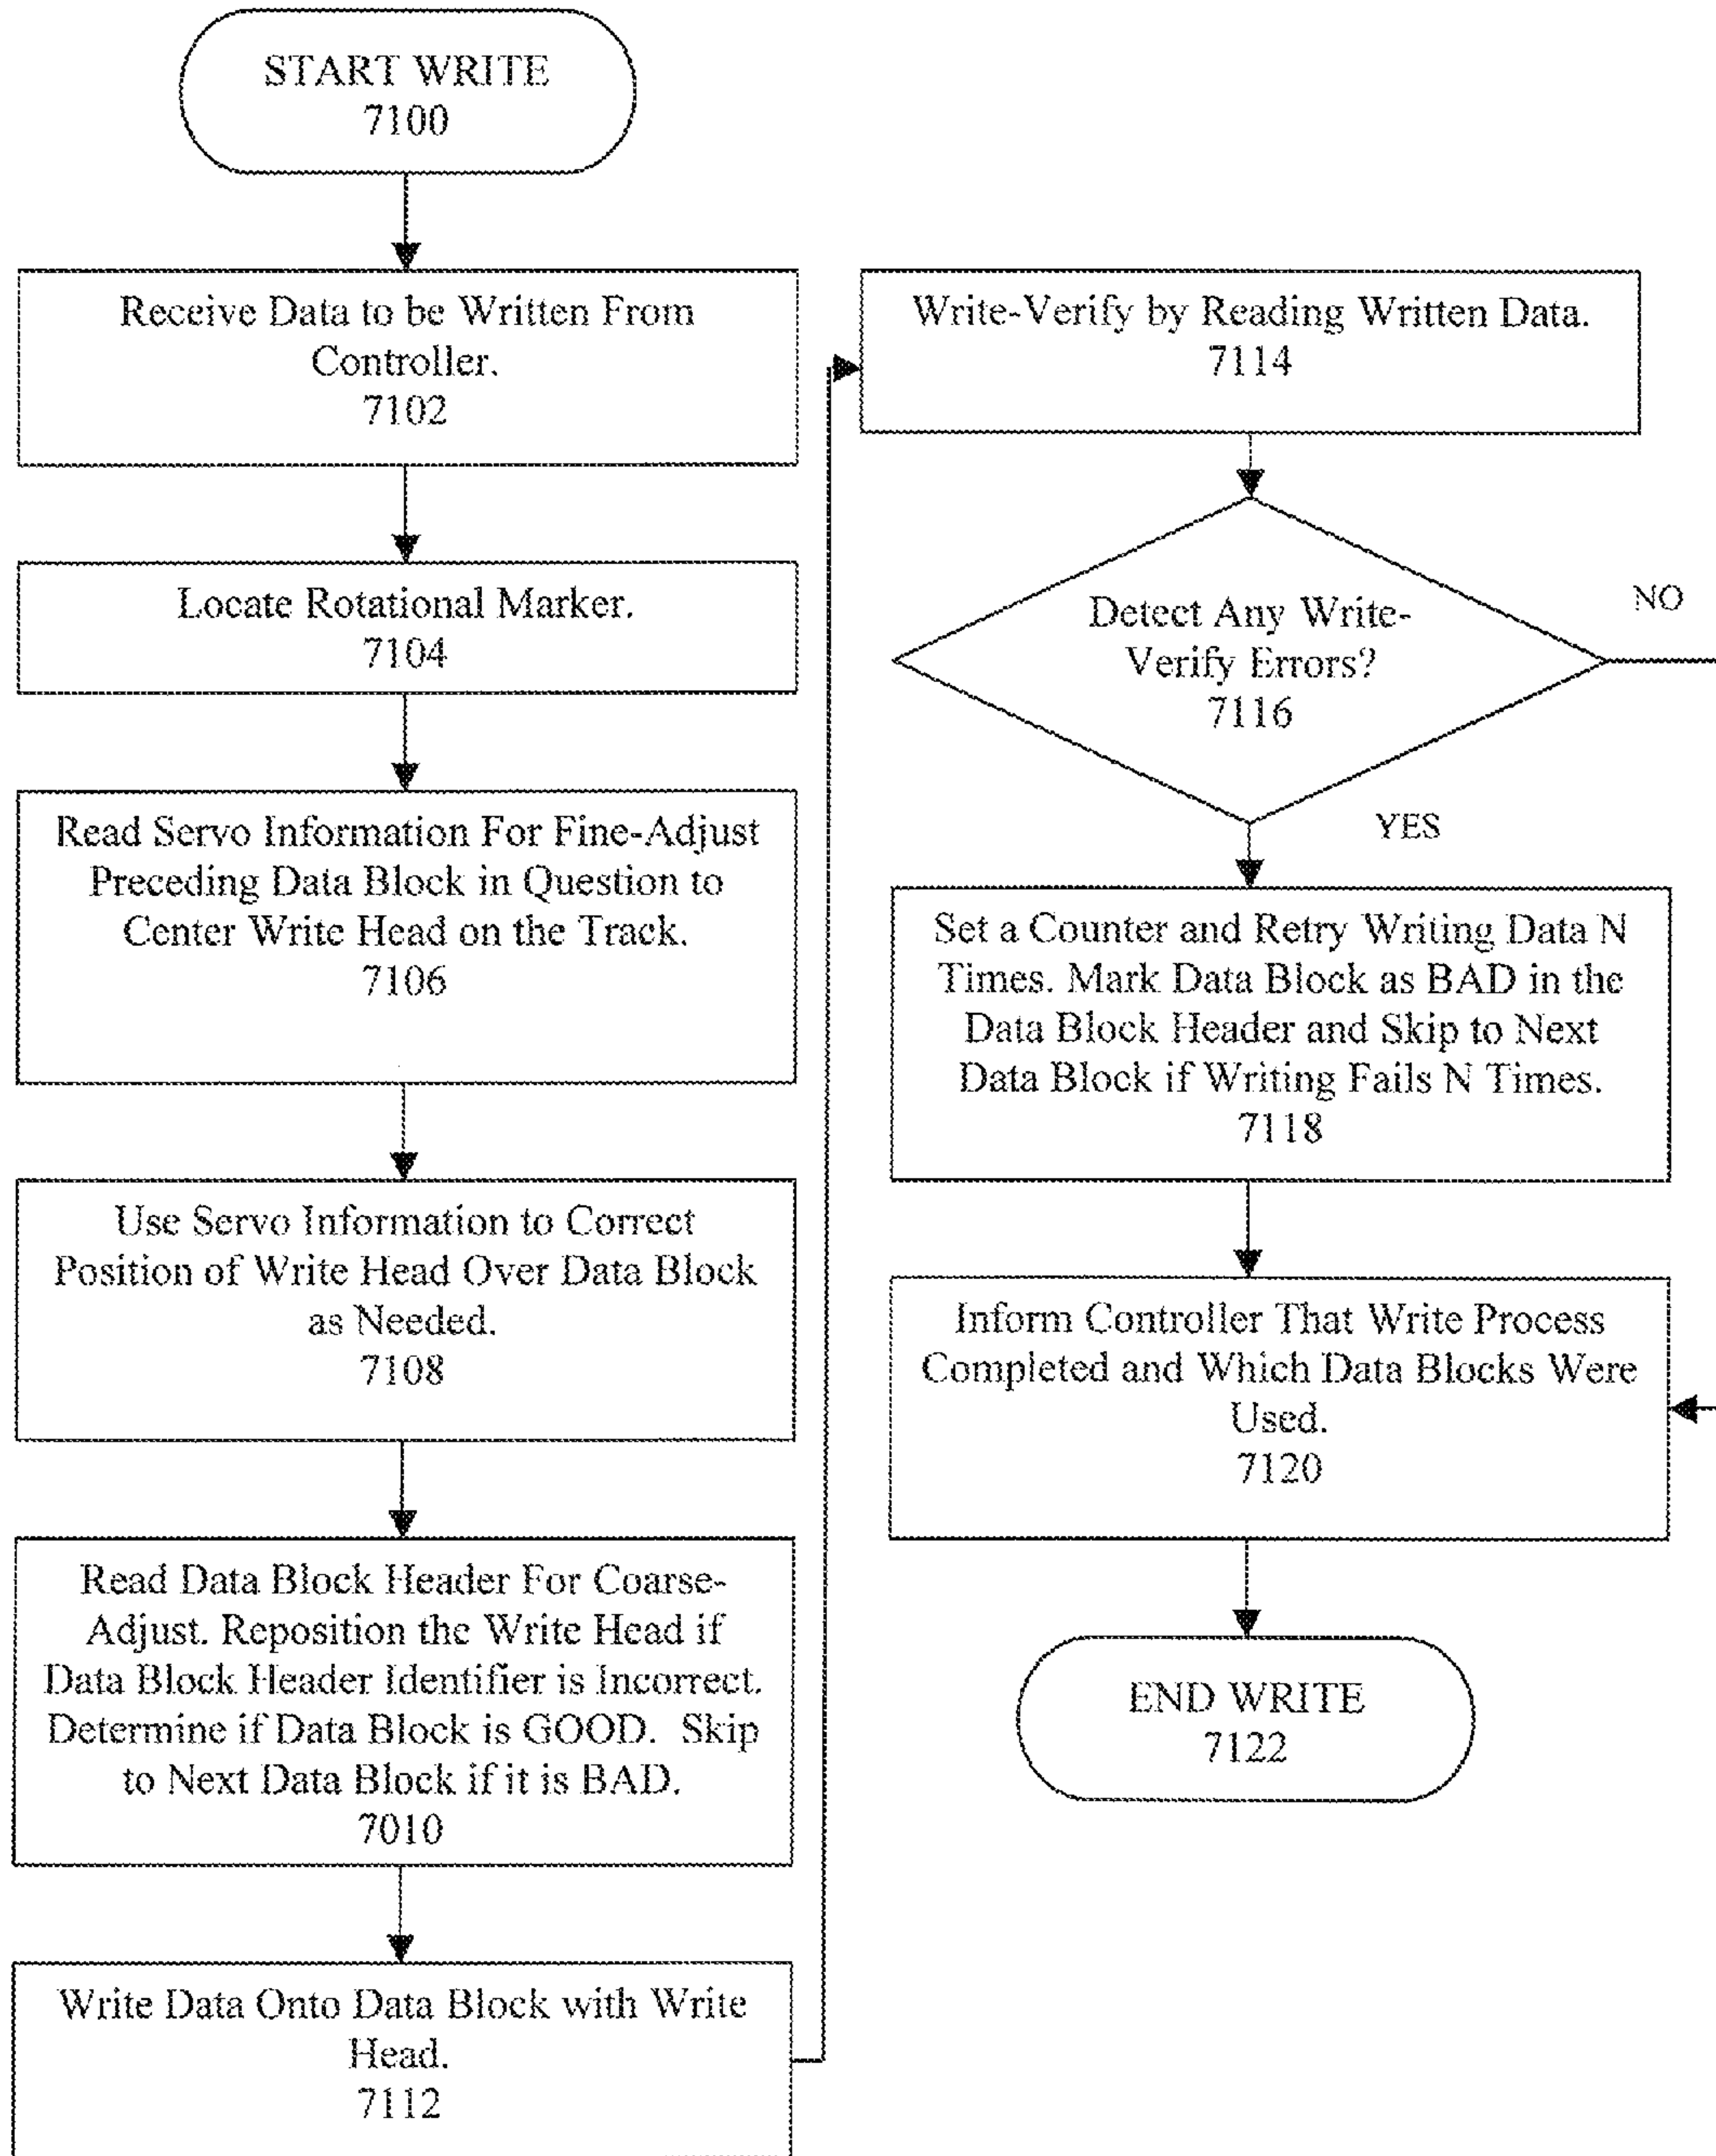 START WRITE
7100
Receive Data to be Written From
Controller.
7102
Locate Rotational Marker.
7104
Read Servo Information For Fine-Adjust
Preceding Data Block in Question to
Center Write Head on the Track.
7106
Use Servo Information to Correct
Position of Write Head Over Data Block
as Needed.
7108
Read Data Block Header For Coarse-
Adjust. Reposition the Write Head if
Data Block Header Identifier is Incorrect.
Determine if Data Block is GOOD. Skip
to Next Data Block if it is BAD.
7010
Write Data Onto Data Block with Write
Head.
7112
Write-Verify by Reading Written Data.
7114
Detect Any Write-
Verify Errors?
7116
NO
YES
Set a Counter and Retry Writing Data N
Times. Mark Data Block as BAD in the
Data Block Header and Skip to Next
Data Block if Writing Fails N Times.
7118
Inform Controller That Write Process
Completed and Which Data Blocks Were
Used.
7120
END WRITE
7122